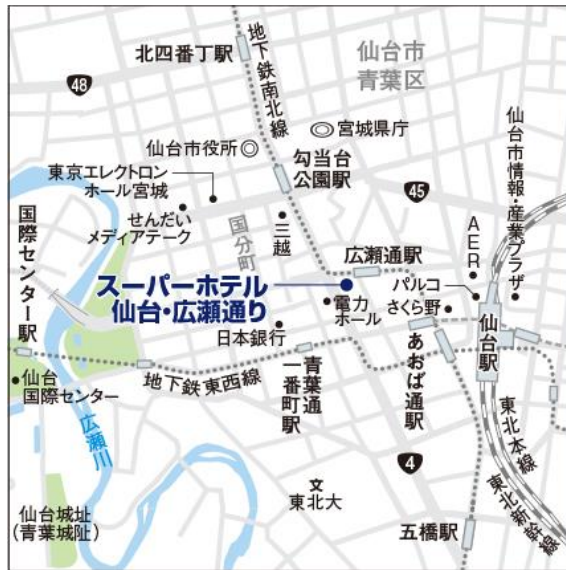 北四番丁駅
地下鉄南北線
仙台市
青葉区
48
仙台市役所
宮城県庁
東京エレクトロン
ホール宮城
勾当台
公園駅
45
仙台市情報・産業プラザ
せんだい
メディアテーク
国分町
三越
国際センター駅
広瀬通駅
AER
スーパーホテル
仙台・広瀬通り
パルコ
さくら野
電力
ホール
仙台駅
日本銀行
あおば通駅
青葉通
一番町駅
地下鉄東西線
仙台
国際センター
広瀬川
4
東北本線
東北新幹線
文
東北大
仙台城址
(青葉城址)
五橋駅